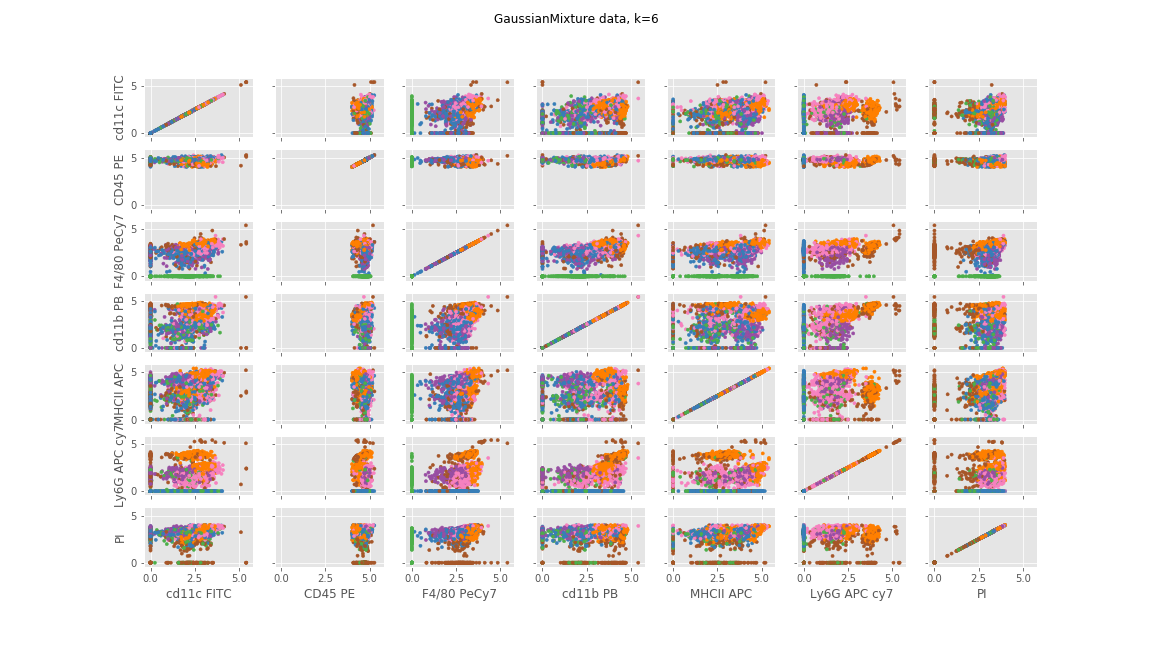 GaussianMixture data, k=6
cd11c FITC
5
0
CD45 PE
5
0
F4/80 PeCy7
5
0
cd11b PB
5
0
MHCII APC
5
0
Ly6G APC cy7
5
0
PI
5
0
0.0 2.5 5.0 0.0 2.5 5.0 0.0 2.5 5.0 0.0 2.5 5.0 0.0 2.5 5.0 0.0 2.5 5.0 0.0 2.5 5.0
cd11c FITC CD45 PE F4/80 PeCy7 cd11b PB MHCII APC Ly6G APC cy7 PI